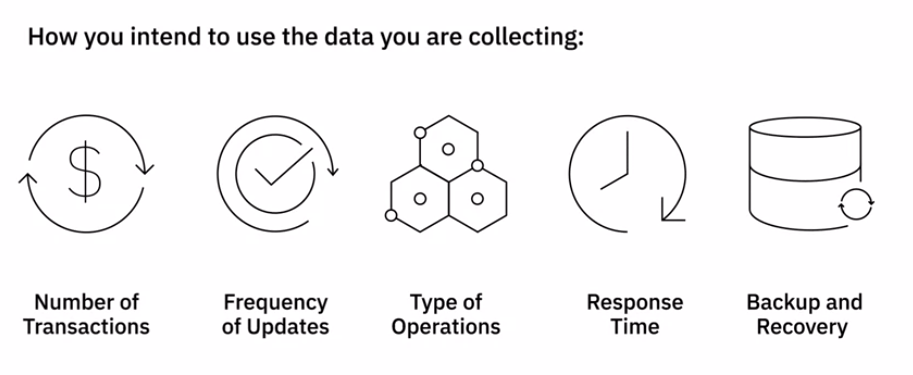 How you intend to use the data you are collecting:
$
Number of
Transactions
Frequency
of Updates
Type of
Operations
Response
Time
Backup and
Recovery